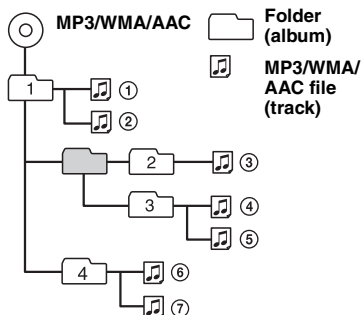 MP3/WMA/AAC
Folder
(album)
MP3/WMA/
AAC file
(track)
1
①
②
2
③
3
④
⑤
4
⑥
⑦